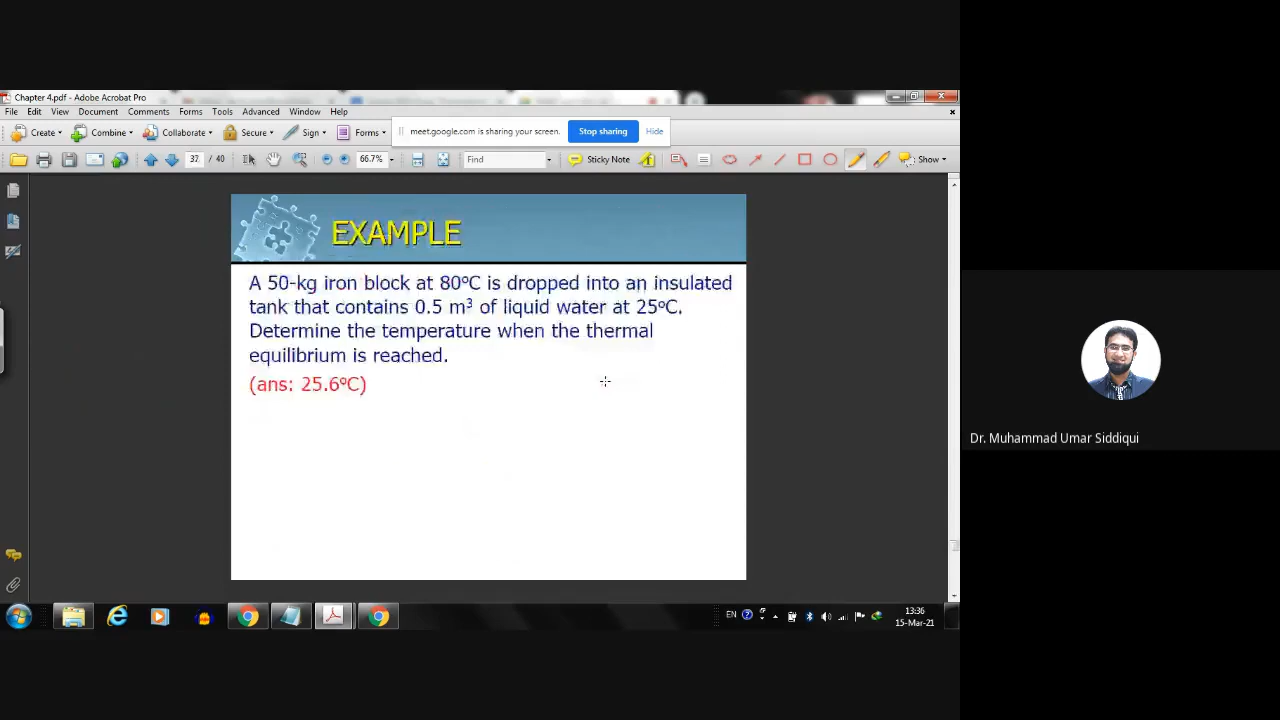 Chapter 4.pdf - Adobe Acrobat Pro
File Edit View Document Comments Forms Tools Advanced Window Help
Create Combine Collaborate Secure Sign Forms
meet.google.com is sharing your screen. Stop sharing Hide
37 / 40 66.7% Find Sticky Note Show
EXAMPLE
A 50-kg iron block at 80ºC is dropped into an insulated
tank that contains 0.5 m³ of liquid water at 25ºC.
Determine the temperature when the thermal
equilibrium is reached.
(ans: 25.6ºC)
Dr. Muhammad Umar Siddiqui
EN 13:36
15-Mar-21